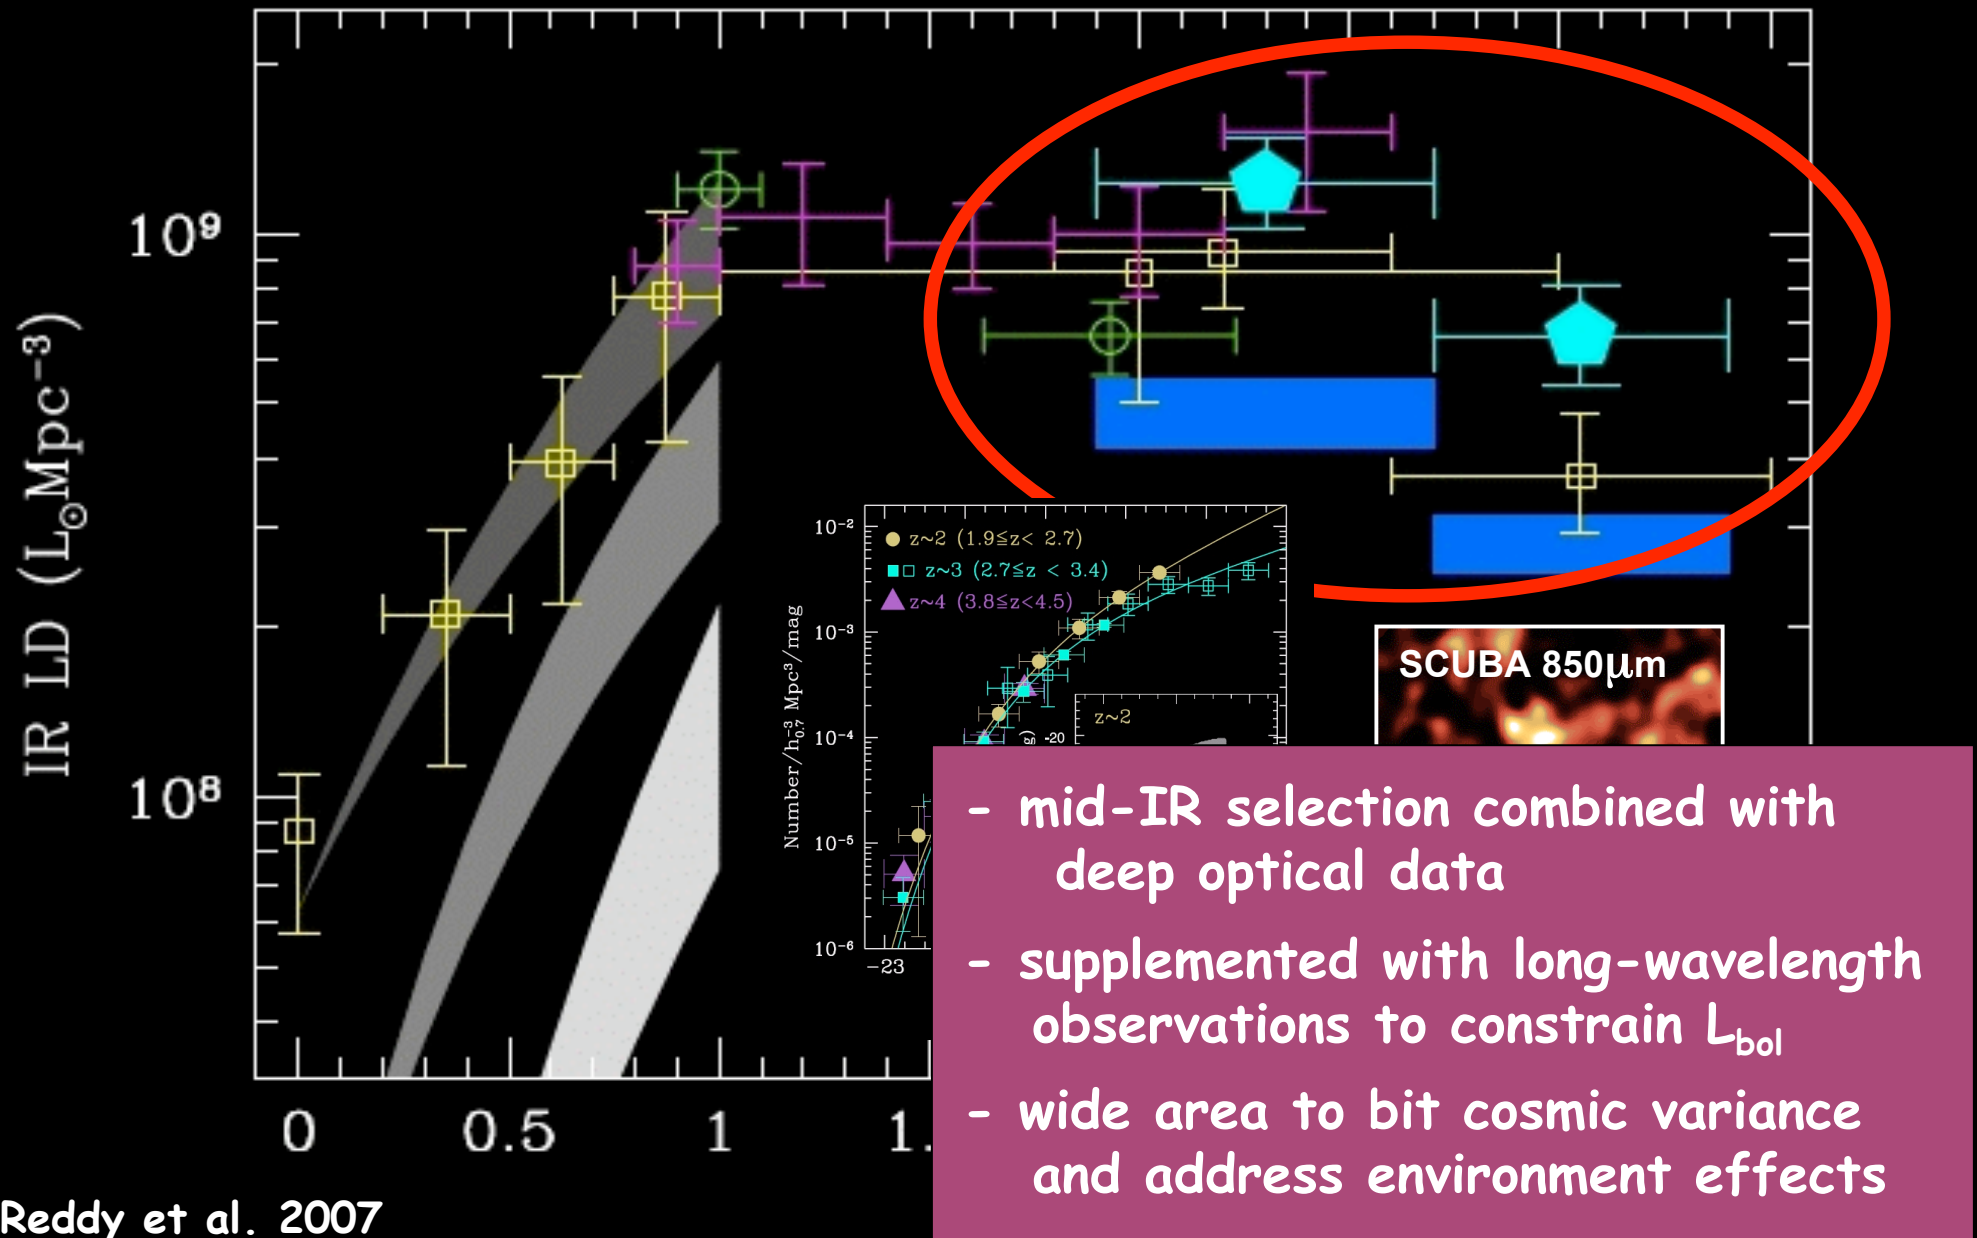 IR LD (L⊙Mpc⁻³)
10⁹
10⁸
0 0.5 1 1.
10⁻²
10⁻³
10⁻⁴
10⁻⁵
10⁻⁶
Number/h₀.₇⁻³ Mpc³/mag
z~2 (1.9≦z< 2.7)
z~3 (2.7≦z < 3.4)
z~4 (3.8≦z<4.5)
z~2
-20
−23
SCUBA 850μm
- mid-IR selection combined with
deep optical data
- supplemented with long-wavelength
observations to constrain L_bol
- wide area to bit cosmic variance
and address environment effects
Reddy et al. 2007